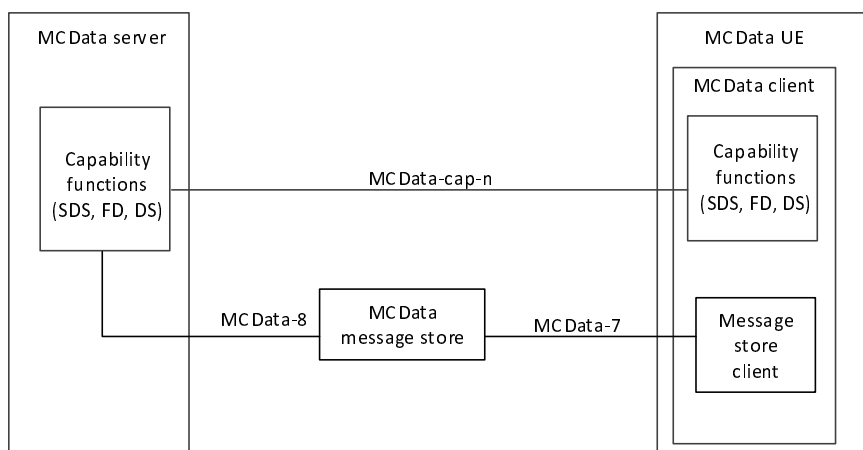 MCData server
MCData UE
MCData client
Capability
functions
(SDS, FD, DS)
MCData-cap-n
Capability
functions
(SDS, FD, DS)
MCData-8
MCData
message store
MCData-7
Message
store
client